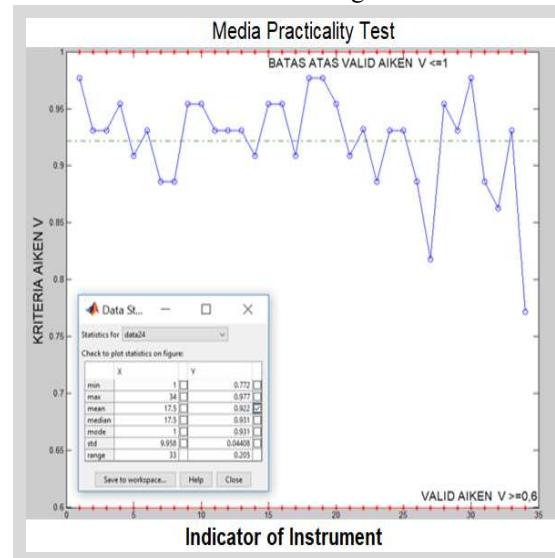 Media Practicality Test
BATAS ATAS VALID AIKEN V <=1
KRITERIA AIKEN V
1
0.95
0.9
0.85
0.8
0.75
0.7
0.65
0.6
Data St...
Statistics for data24
Check to plot statistics on figure:
X Y
min 1 0.772
max 34 0.977
mean 17.5 0.922
median 17.5 0.931
mode 1 0.931
std 9.958 0.04408
range 33 0.205
Save to workspace... Help Close
VALID AIKEN V >=0,6
0 5 10 15 20 25 30 35
Indicator of Instrument